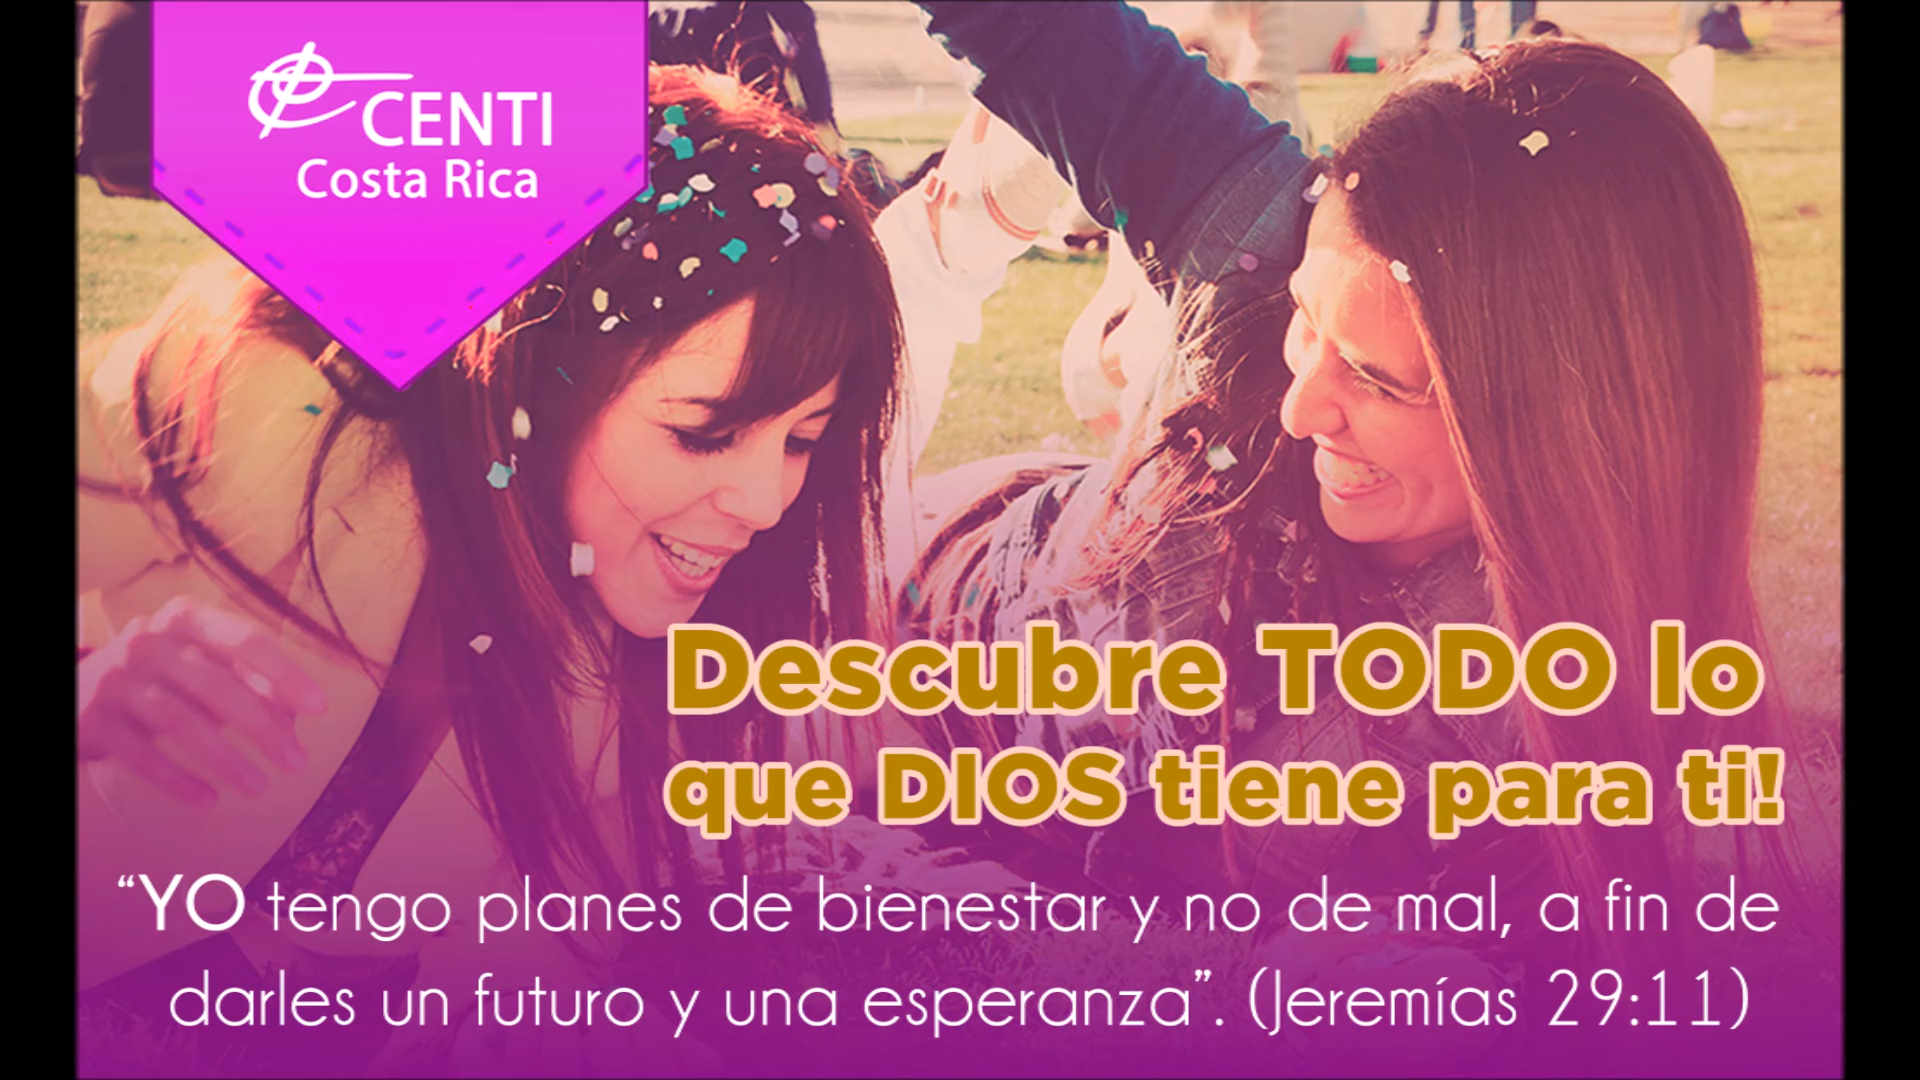 CENTI
Costa Rica
Descubre TODO lo
que DIOS tiene para ti!
“YO tengo planes de bienestar y no de mal, a fin de
darles un futuro y una esperanza”. (Jeremías 29:11)